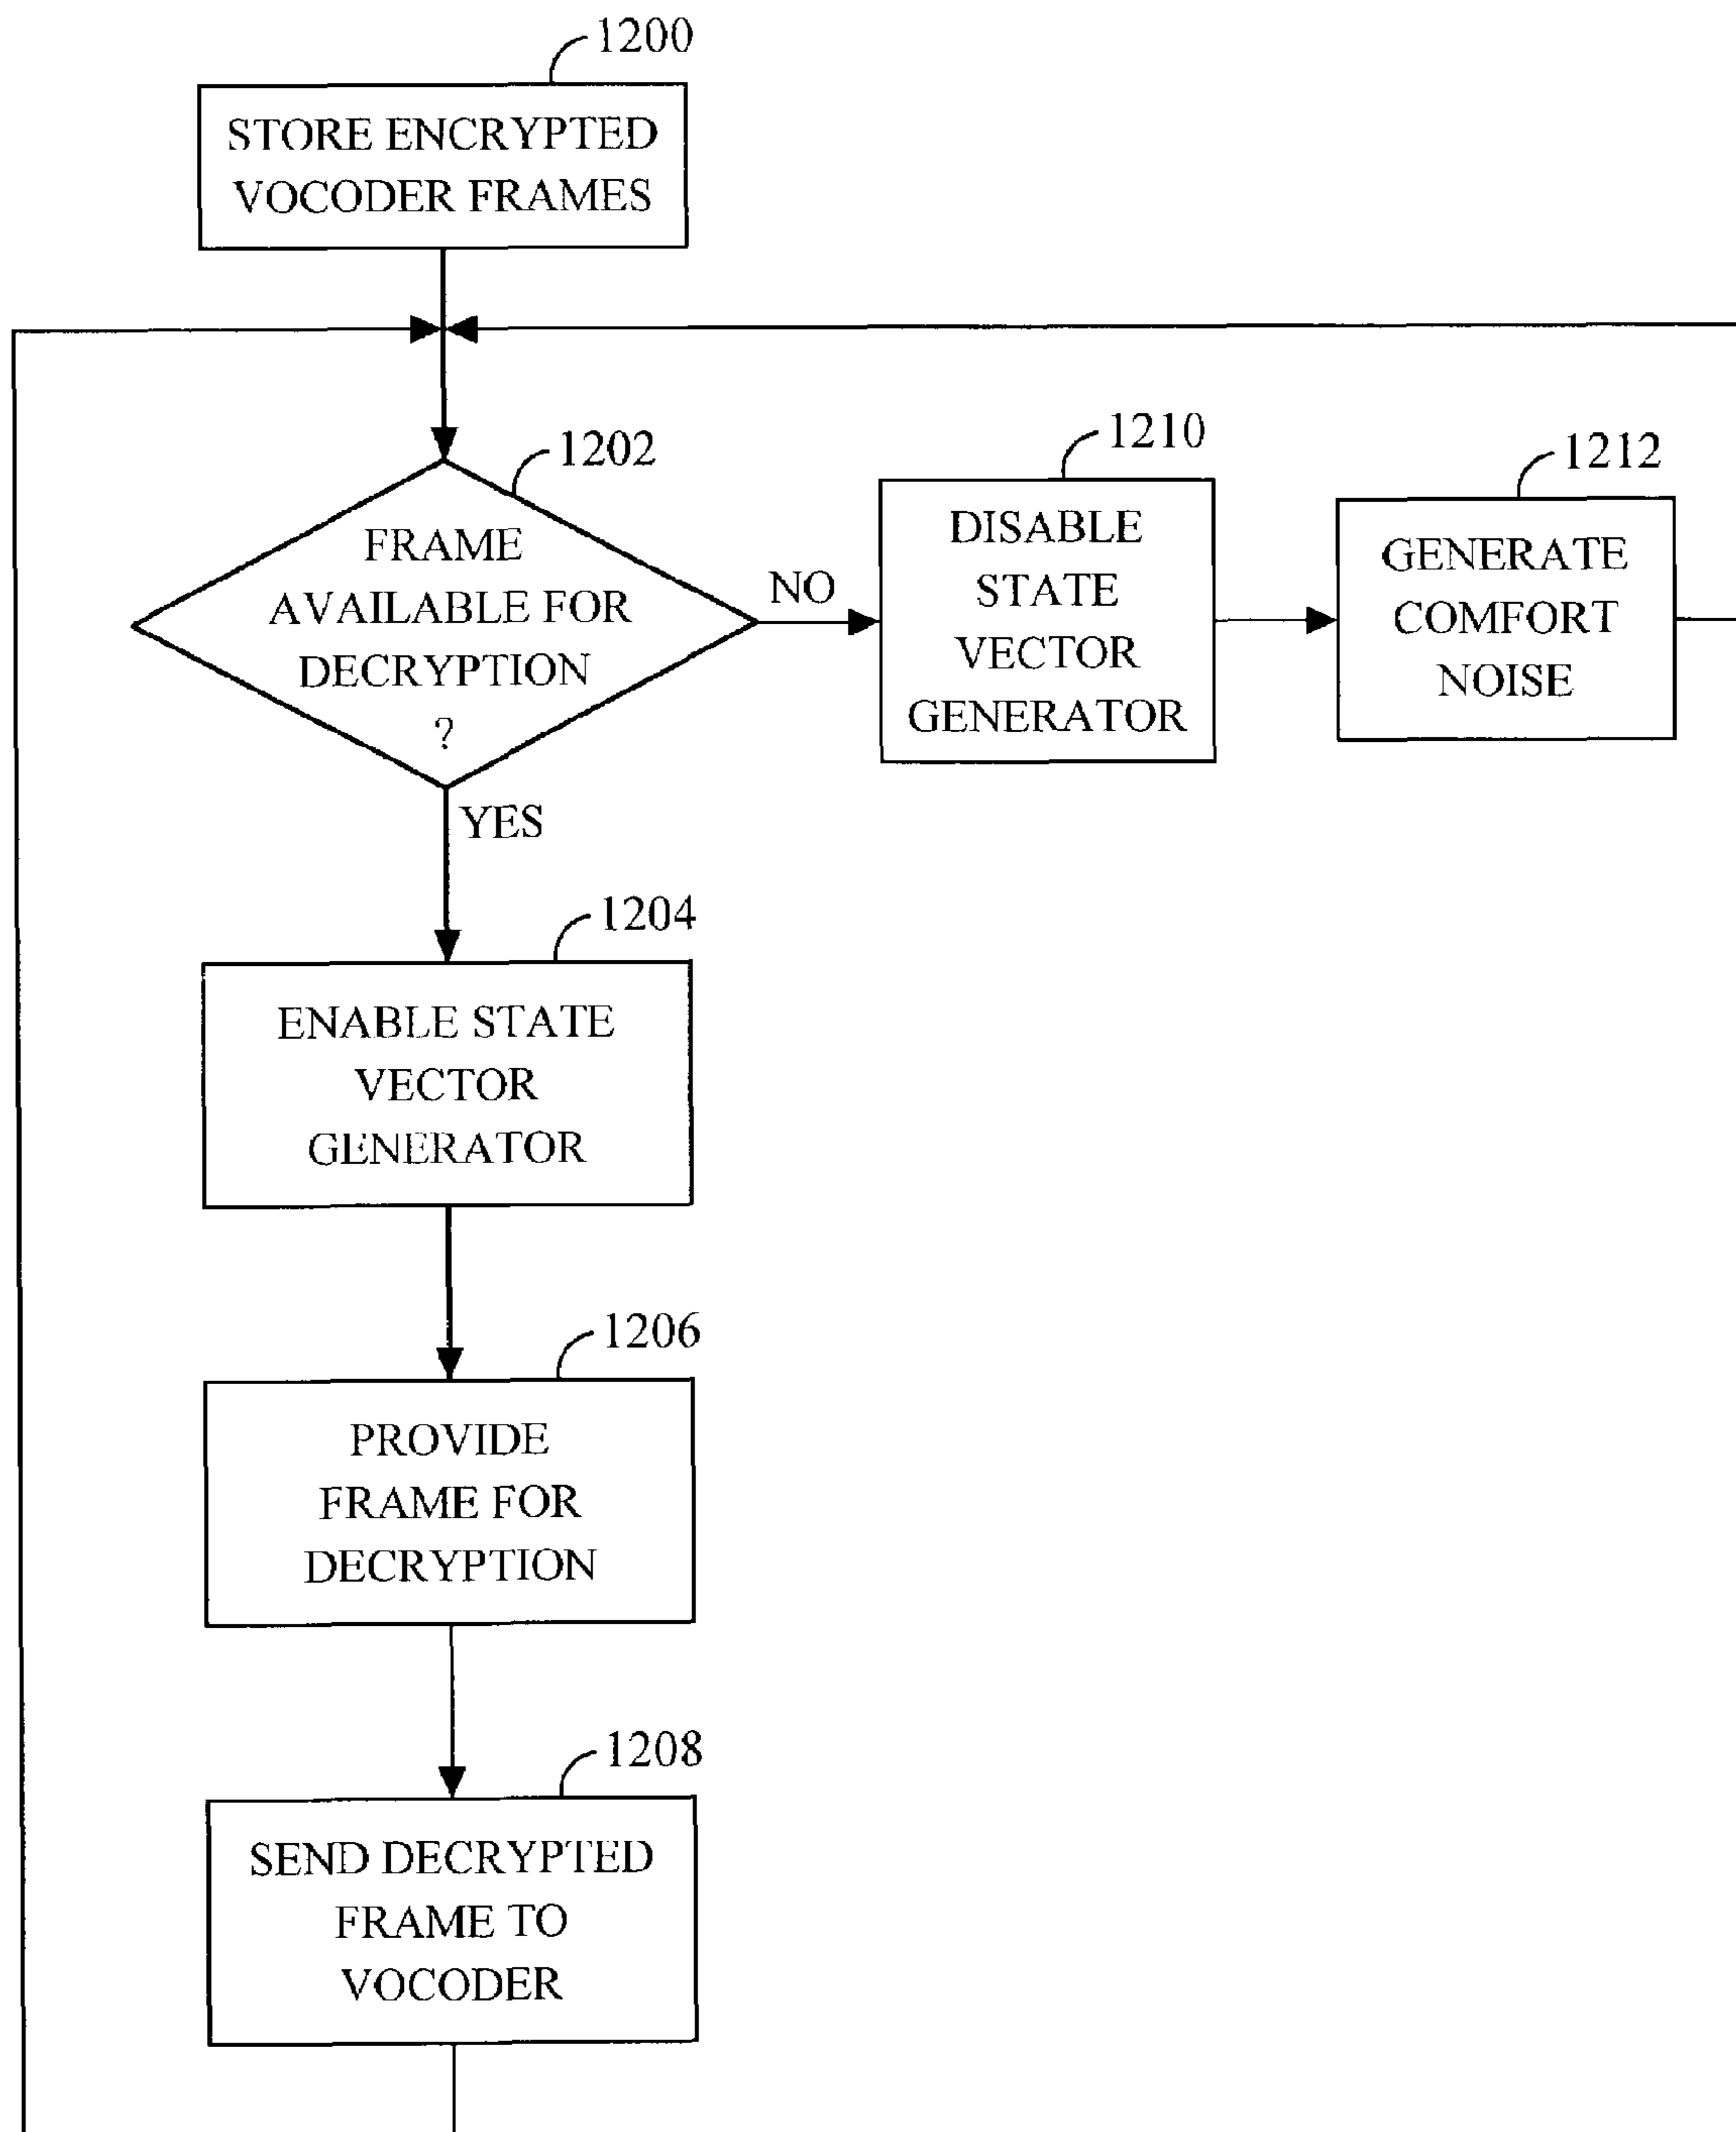 1200
STORE ENCRYPTED
VOCODER FRAMES
1202
FRAME
AVAILABLE FOR
DECRYPTION
?
NO
1210
DISABLE
STATE
VECTOR
GENERATOR
1212
GENERATE
COMFORT
NOISE
YES
1204
ENABLE STATE
VECTOR
GENERATOR
1206
PROVIDE
FRAME FOR
DECRYPTION
1208
SEND DECRYPTED
FRAME TO
VOCODER